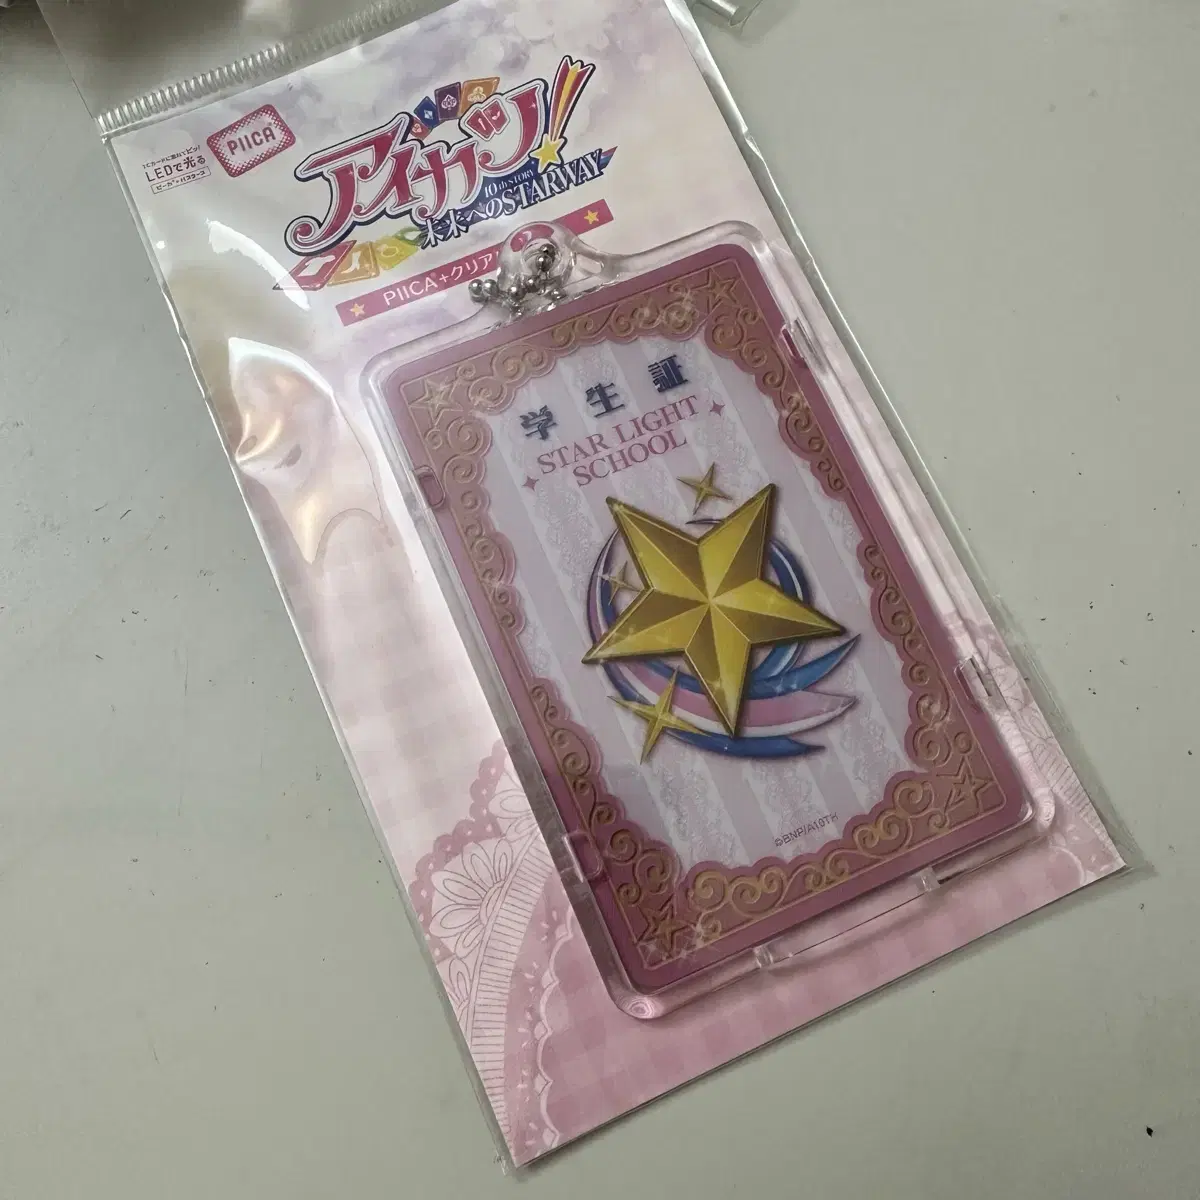 ICカードに重ねてピッ!
LEDで光る
ピーカ+パスケース
PIICA
アイカツ!
10th STORY
未来へのSTARWAY
PIICA+クリア
学生証
STAR LIGHT
SCHOOL
©BNP/A10TH